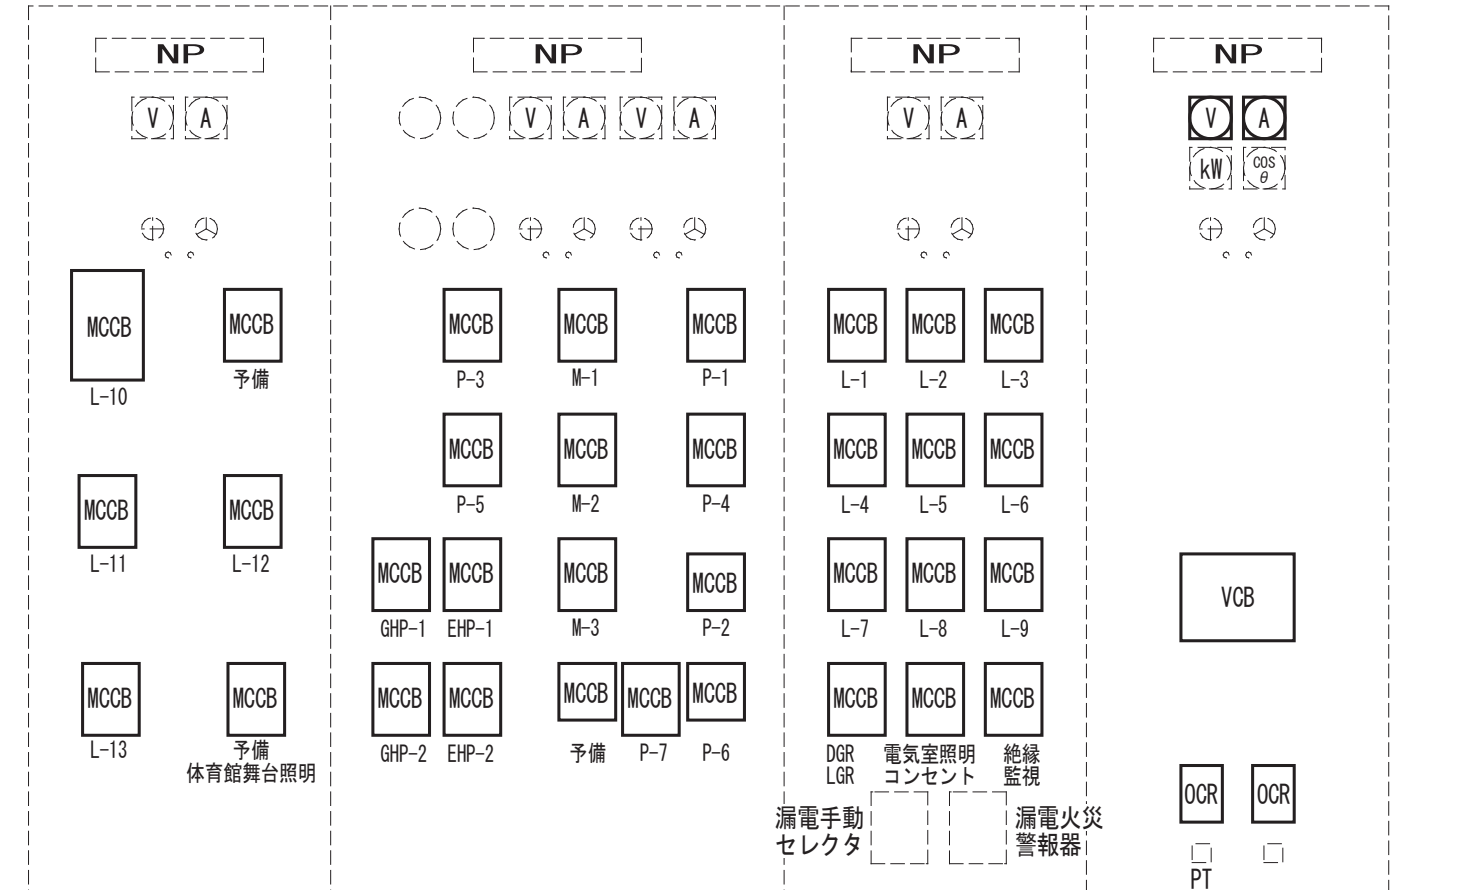 NP NP NP NP
V A V A V A V A V A
kW COS θ
MCCB MCCB MCCB MCCB MCCB MCCB MCCB MCCB
L-10 予備 P-3 M-1 P-1 L-1 L-2 L-3
MCCB MCCB MCCB MCCB MCCB MCCB
P-5 M-2 P-4 L-4 L-5 L-6
MCCB MCCB
L-11 L-12
MCCB MCCB MCCB MCCB MCCB MCCB MCCB
GHP-1 EHP-1 M-3 P-2 L-7 L-8 L-9
VCB
MCCB MCCB MCCB MCCB MCCB MCCB MCCB MCCB MCCB MCCB
L-13 予備 GHP-2 EHP-2 予備 P-7 P-6 DGR 電気室照明 絶縁
体育館舞台照明 LGR コンセント 監視
OCR OCR
漏電手動 漏電火災
セレクタ 警報器
PT